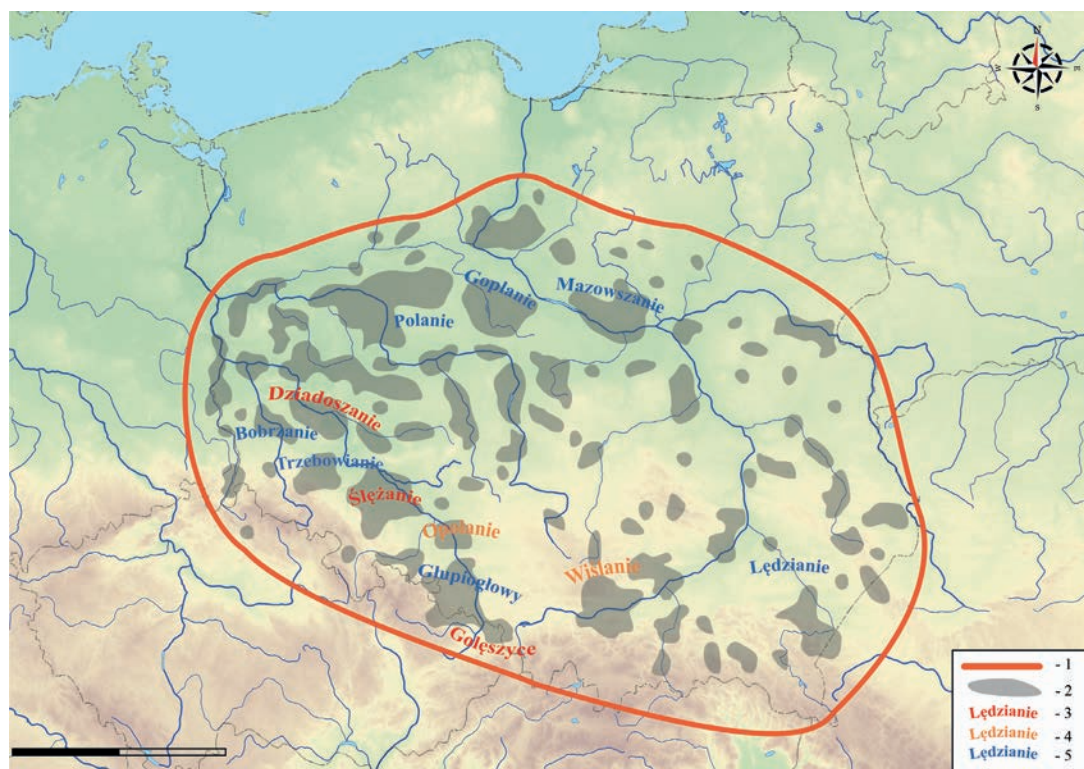 U
W
E
S
Goplanie
Mazowszanie
Polanie
Dziadoszanie
Bobrzanie
Trzebowianie
Ślężanie
Opolanie
Głupiogłowy
Wiślanie
Lędzianie
Golęszyce
- 1
- 2
Lędzianie - 3
Lędzianie - 4
Lędzianie - 5